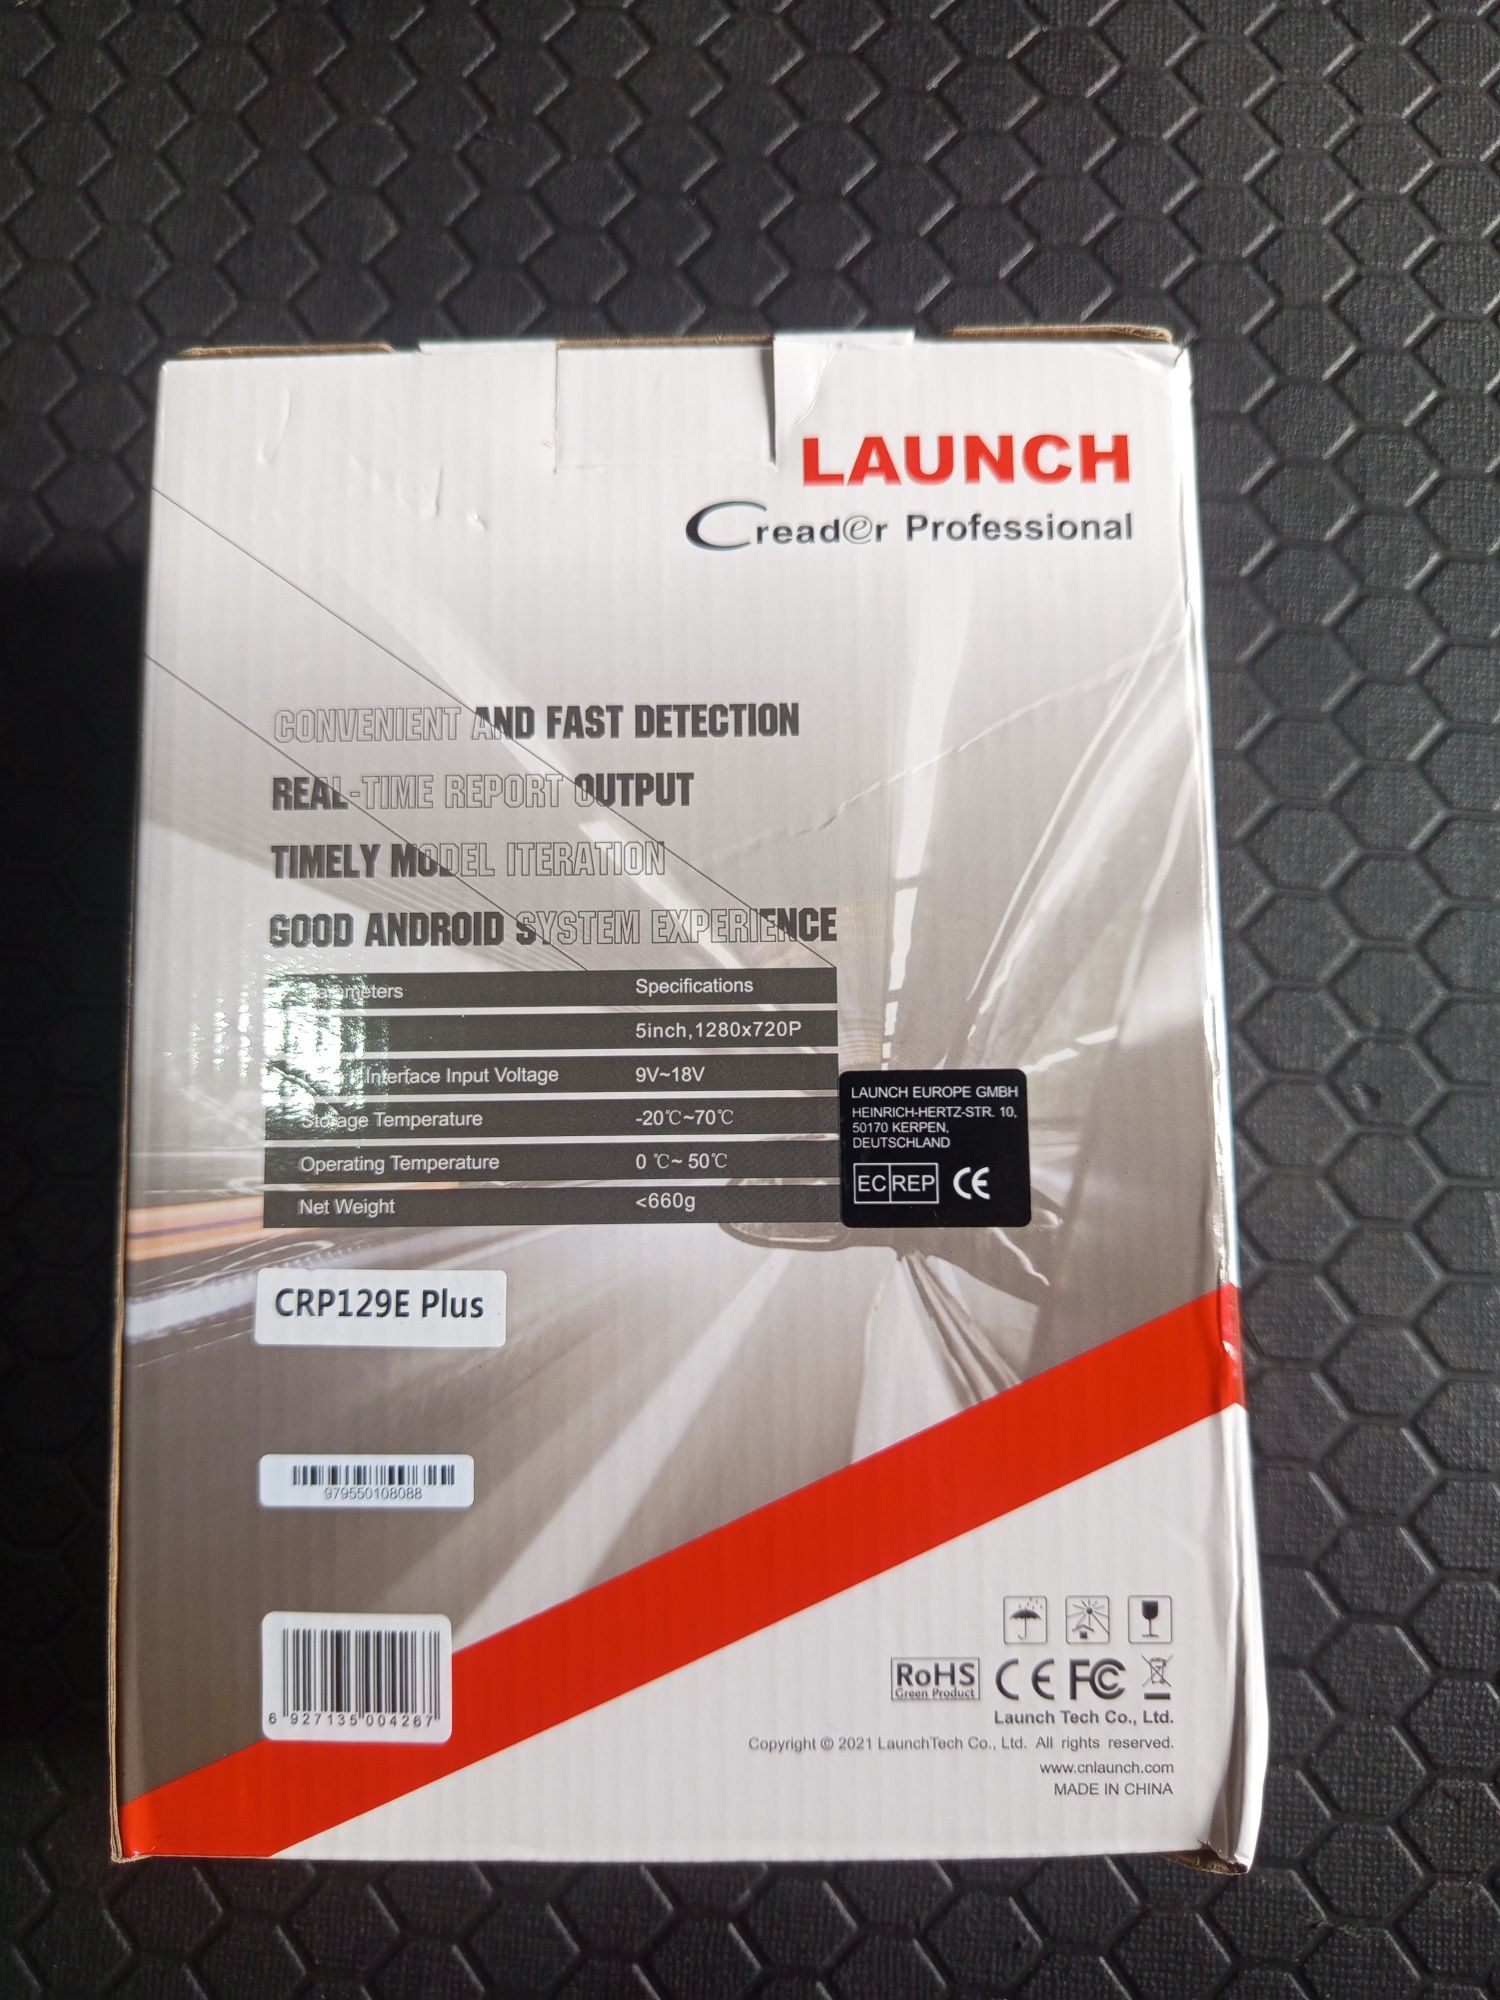 LAUNCH
Creader Professional
CONVENIENT AND FAST DETECTION
REAL-TIME REPORT OUTPUT
TIMELY MODEL ITERATION
GOOD ANDROID SYSTEM EXPERIENCE
Parameters Specifications
5inch,1280x720P
Interface Input Voltage 9V~18V
Storage Temperature -20℃~70℃
Operating Temperature 0 ℃~ 50℃
Net Weight <660g
LAUNCH EUROPE GMBH
HEINRICH-HERTZ-STR. 10,
50170 KERPEN,
DEUTSCHLAND
EC REP CE
CRP129E Plus
979550108088
6 927135 004267
RoHS
Green Product
CE FC
Launch Tech Co., Ltd.
Copyright © 2021 LaunchTech Co., Ltd. All rights reserved.
www.cnlaunch.com
MADE IN CHINA